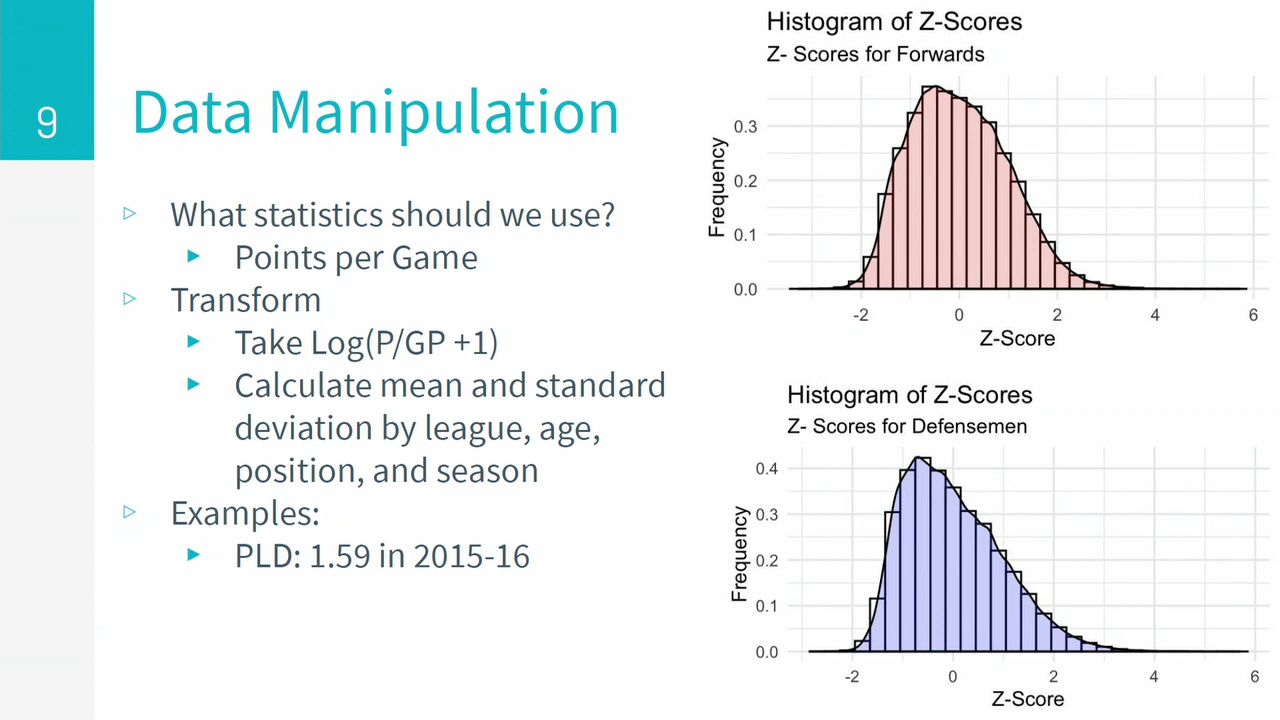 9
Data Manipulation
What statistics should we use?
Points per Game
Transform
Take Log(P/GP +1)
Calculate mean and standard
deviation by league, age,
position, and season
Examples:
PLD: 1.59 in 2015-16
Histogram of Z-Scores
Z- Scores for Forwards
Frequency
0.3
0.2
0.1
0.0
-2 0 2 4 6
Z-Score
Histogram of Z-Scores
Z- Scores for Defensemen
Frequency
0.4
0.3
0.2
0.1
0.0
-2 0 2 4 6
Z-Score